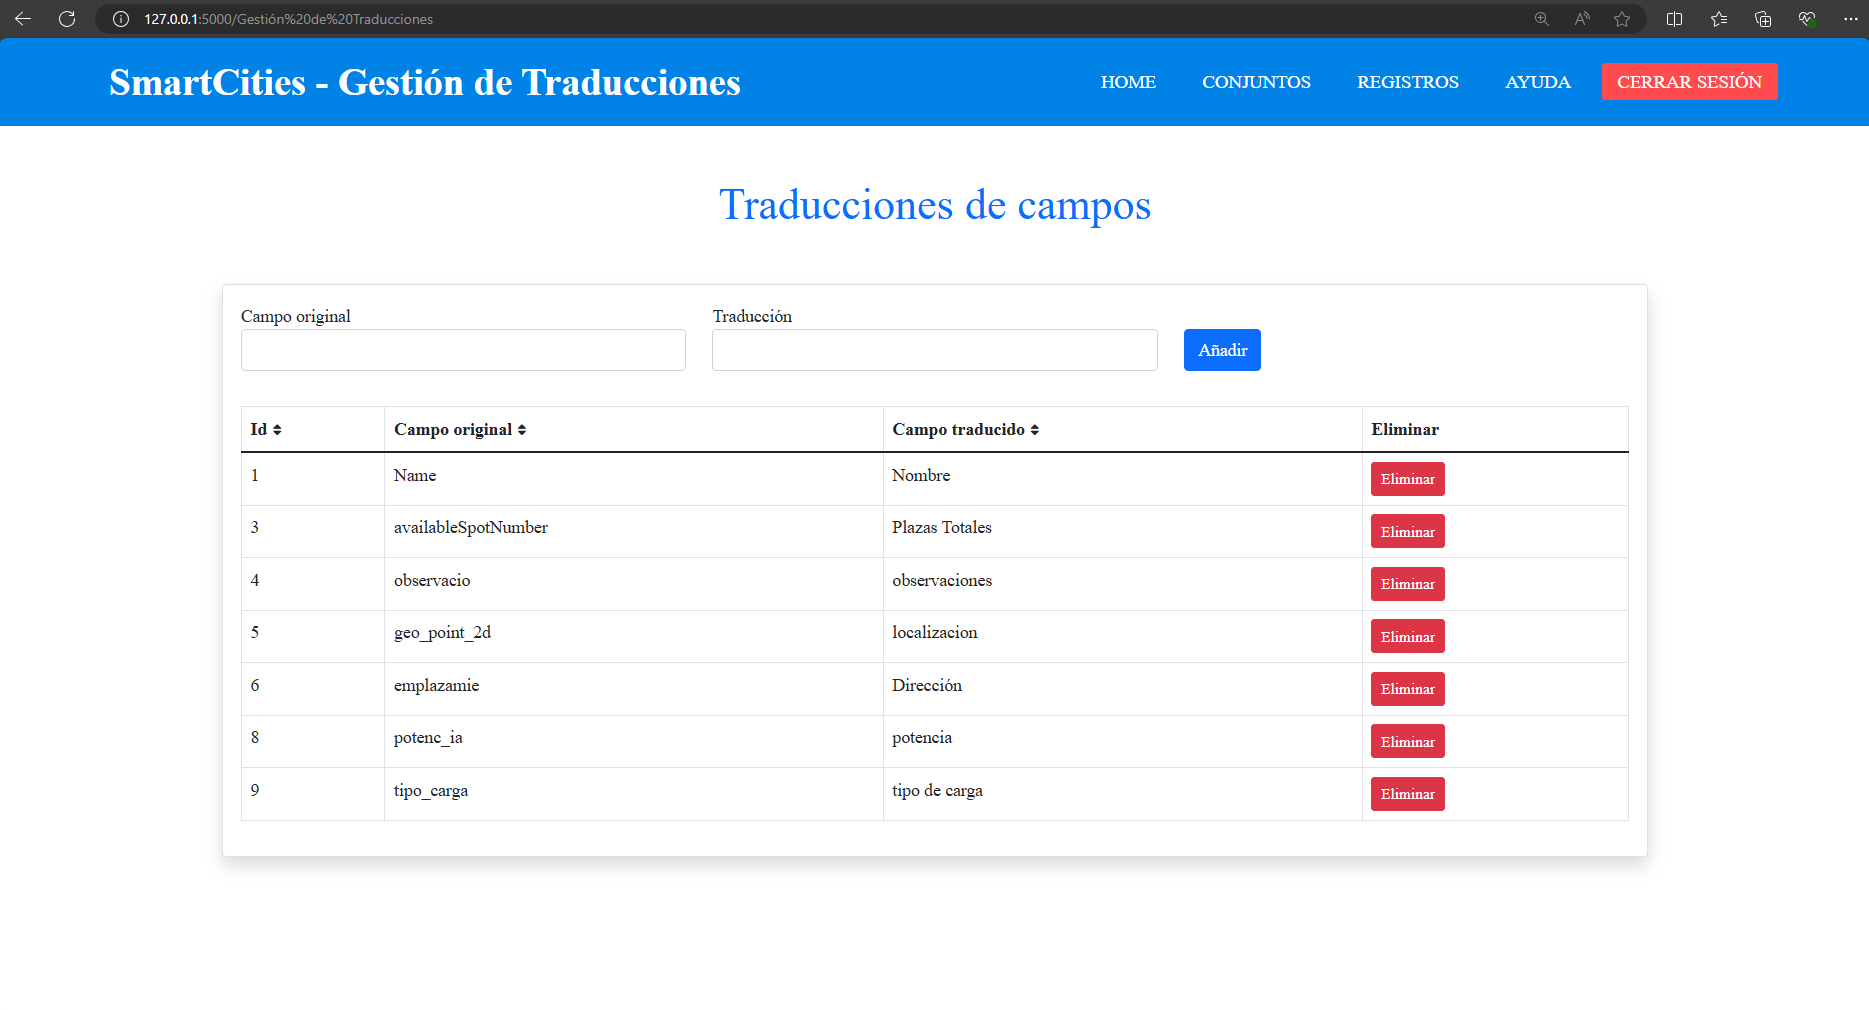 127.0.0.1:5000/Gestión%20de%20Traducciones
SmartCities - Gestión de Traducciones
HOME CONJUNTOS REGISTROS AYUDA CERRAR SESIÓN
Traducciones de campos
Campo original Traducción
Añadir
Id Campo original Campo traducido Eliminar
1 Name Nombre Eliminar
3 availableSpotNumber Plazas Totales Eliminar
4 observacio observaciones Eliminar
5 geo_point_2d localizacion Eliminar
6 emplazamie Dirección Eliminar
8 potenc_ia potencia Eliminar
9 tipo_carga tipo de carga Eliminar